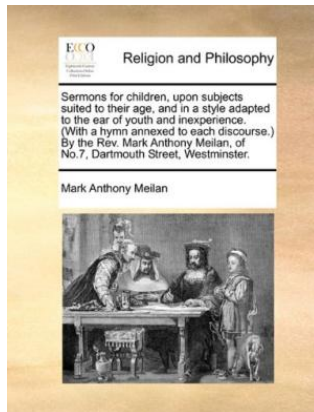 ECCO
Religion and Philosophy
Sermons for children, upon subjects
suited to their age, and in a style adapted
to the ear of youth and inexperience.
(With a hymn annexed to each discourse.)
By the Rev. Mark Anthony Meilan, of
No.7, Dartmouth Street, Westminster.
Mark Anthony Meilan